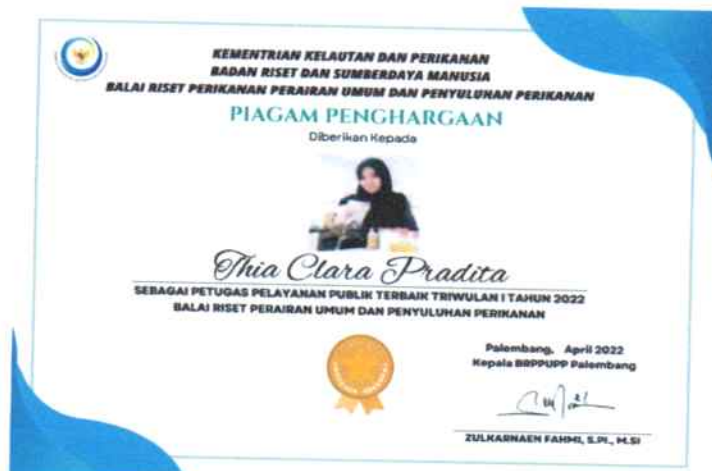 KEMENTRIAN KELAUTAN DAN PERIKANAN
BADAN RISET DAN SUMBERDAYA MANUSIA
BALAI RISET PERIKANAN PERAIRAN UMUM DAN PENYULUHAN PERIKANAN
PIAGAM PENGHARGAAN
Diberikan Kepada
Thia Clara Pradita
SEBAGAI PETUGAS PELAYANAN PUBLIK TERBAIK TRIWULAN I TAHUN 2022
BALAI RISET PERAIRAN UMUM DAN PENYULUHAN PERIKANAN
Palembang, April 2022
Kepala BRPPUPP Palembang
ZULKARNAEN FAHMI, S.PI., M.SI